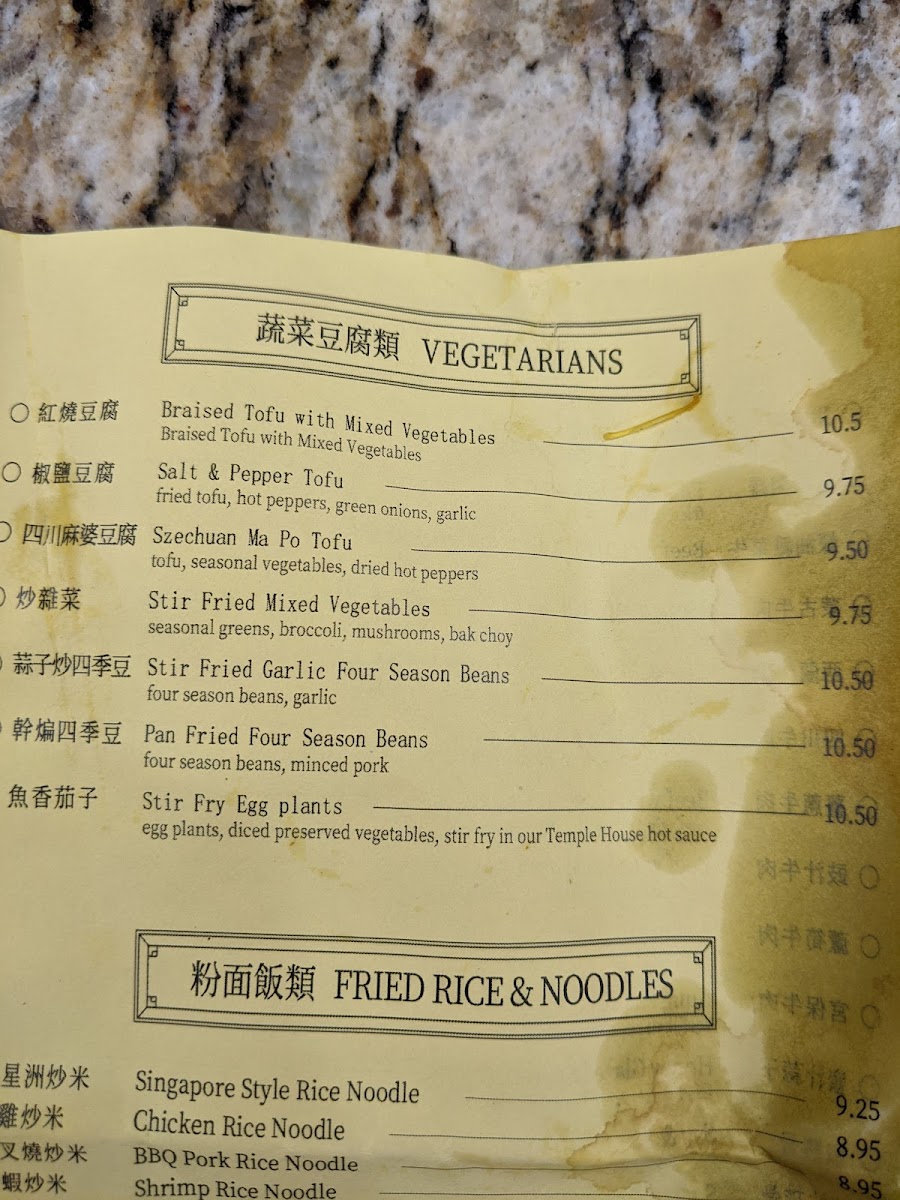 蔬菜豆腐類 VEGETARIANS
紅燒豆腐 Braised Tofu with Mixed Vegetables 10.5
Braised Tofu with Mixed Vegetables
椒鹽豆腐 Salt & Pepper Tofu 9.75
fried tofu, hot peppers, green onions, garlic
四川麻婆豆腐 Szechuan Ma Po Tofu 9.50
tofu, seasonal vegetables, dried hot peppers
炒雜菜 Stir Fried Mixed Vegetables 9.75
seasonal greens, broccoli, mushrooms, bak choy
蒜子炒四季豆 Stir Fried Garlic Four Season Beans 10.50
four season beans, garlic
幹煸四季豆 Pan Fried Four Season Beans 10.50
four season beans, minced pork
魚香茄子 Stir Fry Egg plants 10.50
egg plants, diced preserved vegetables, stir fry in our Temple House hot sauce
粉面飯類 FRIED RICE & NOODLES
星洲炒米 Singapore Style Rice Noodle 9.25
雞炒米 Chicken Rice Noodle 8.95
叉燒炒米 BBQ Pork Rice Noodle 8.95
蝦炒米 Shrimp Rice Noodle